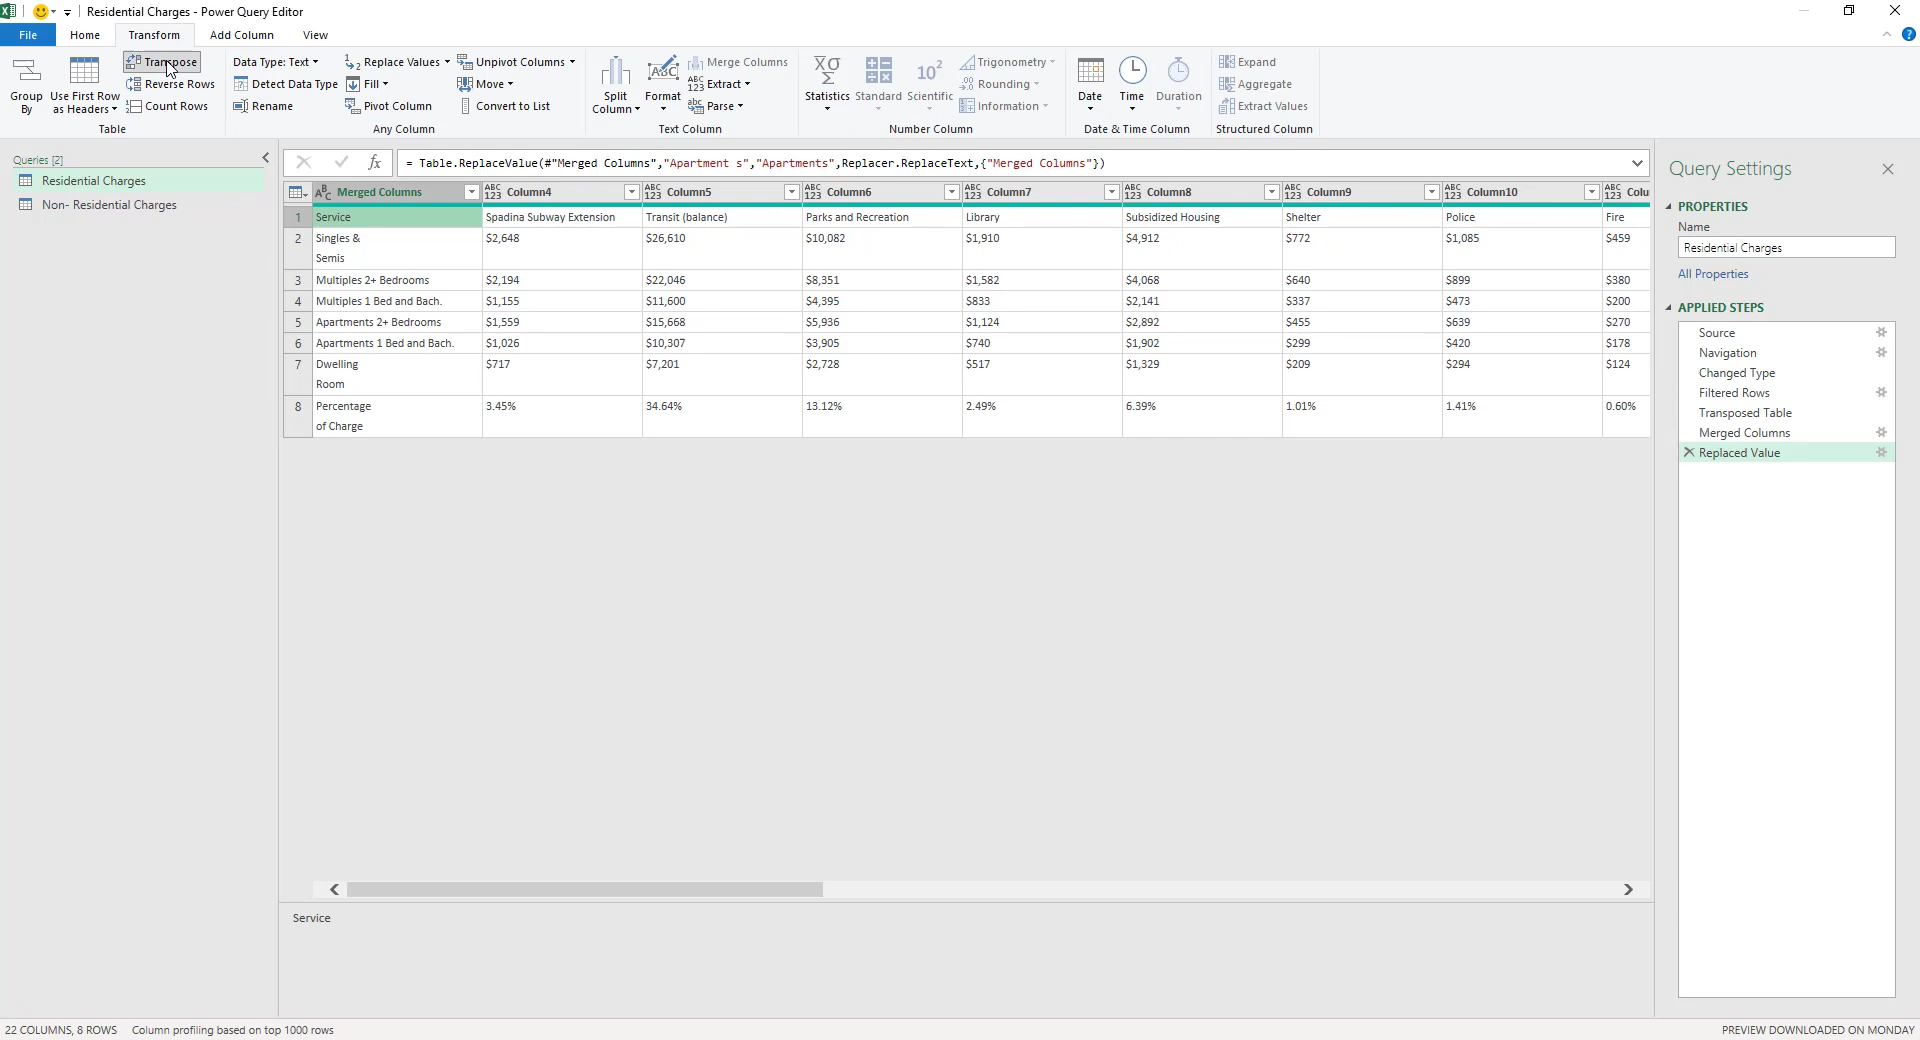 Residential Charges - Power Query Editor
File Home Transform Add Column View
Group By
Use First Row as Headers
Transpose
Reverse Rows
Count Rows
Table
Data Type: Text
Detect Data Type
Rename
Replace Values
Fill
Pivot Column
Unpivot Columns
Move
Convert to List
Any Column
Split Column
Format
Merge Columns
Extract
Parse
Text Column
Statistics
Standard
Scientific
Trigonometry
Rounding
Information
Number Column
Date
Time
Duration
Date & Time Column
Expand
Aggregate
Extract Values
Structured Column
Queries [2]
Residential Charges
Non- Residential Charges
= Table.ReplaceValue(#"Merged Columns","Apartment s","Apartments",Replacer.ReplaceText,{"Merged Columns"})
Merged Columns Column4 Column5 Column6 Column7 Column8 Column9 Column10 Colu
1 Service Spadina Subway Extension Transit (balance) Parks and Recreation Library Subsidized Housing Shelter Police Fire
2 Singles & $2,648 $26,610 $10,082 $1,910 $4,912 $772 $1,085 $459
Semis
3 Multiples 2+ Bedrooms $2,194 $22,046 $8,351 $1,582 $4,068 $640 $899 $380
4 Multiples 1 Bed and Bach. $1,155 $11,600 $4,395 $833 $2,141 $337 $473 $200
5 Apartments 2+ Bedrooms $1,559 $15,668 $5,936 $1,124 $2,892 $455 $639 $270
6 Apartments 1 Bed and Bach. $1,026 $10,307 $3,905 $740 $1,902 $299 $420 $178
7 Dwelling $717 $7,201 $2,728 $517 $1,329 $209 $294 $124
Room
8 Percentage 3.45% 34.64% 13.12% 2.49% 6.39% 1.01% 1.41% 0.60%
of Charge
Service
Query Settings
PROPERTIES
Name
Residential Charges
All Properties
APPLIED STEPS
Source
Navigation
Changed Type
Filtered Rows
Transposed Table
Merged Columns
Replaced Value
22 COLUMNS, 8 ROWS Column profiling based on top 1000 rows
PREVIEW DOWNLOADED ON MONDAY